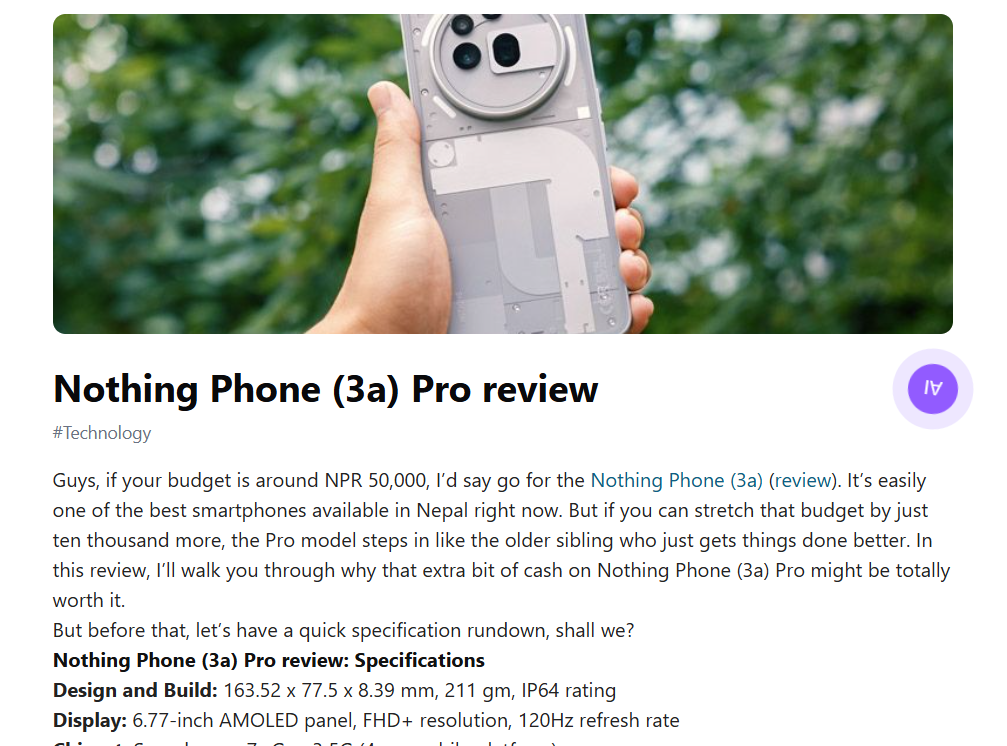 Nothing Phone (3a) Pro review
AI
#Technology
Guys, if your budget is around NPR 50,000, I’d say go for the Nothing Phone (3a) (review). It’s easily
one of the best smartphones available in Nepal right now. But if you can stretch that budget by just
ten thousand more, the Pro model steps in like the older sibling who just gets things done better. In
this review, I’ll walk you through why that extra bit of cash on Nothing Phone (3a) Pro might be totally
worth it.
But before that, let’s have a quick specification rundown, shall we?
Nothing Phone (3a) Pro review: Specifications
Design and Build: 163.52 x 77.5 x 8.39 mm, 211 gm, IP64 rating
Display: 6.77-inch AMOLED panel, FHD+ resolution, 120Hz refresh rate